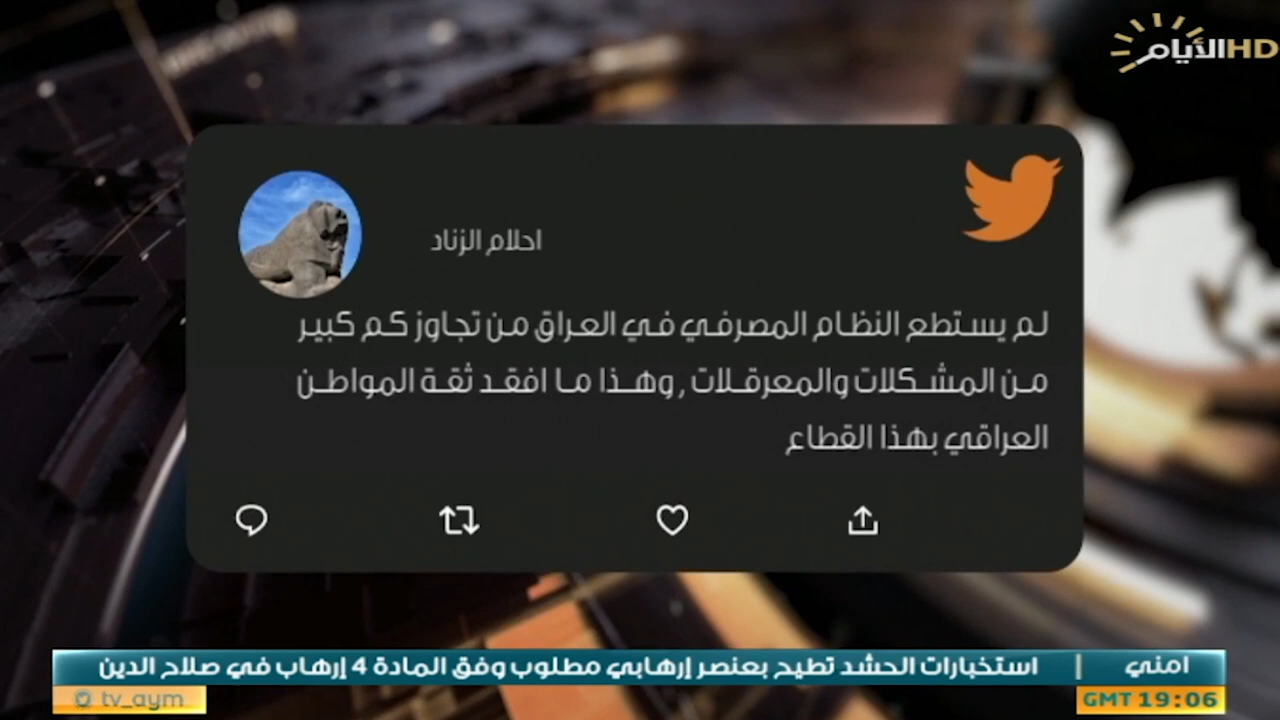 الأيام HD
احلام الزناد
لم يستطع النظام المصرفي في العراق من تجاوز كم كبير
من المشكلات والمعرقلات , وهذا ما افقد ثقة المواطن
العراقي بهذا القطاع
امني | استخبارات الحشد تطيح بعنصر إرهابي مطلوب وفق المادة 4 إرهاب في صلاح الدين
tv_aym
GMT 19:06